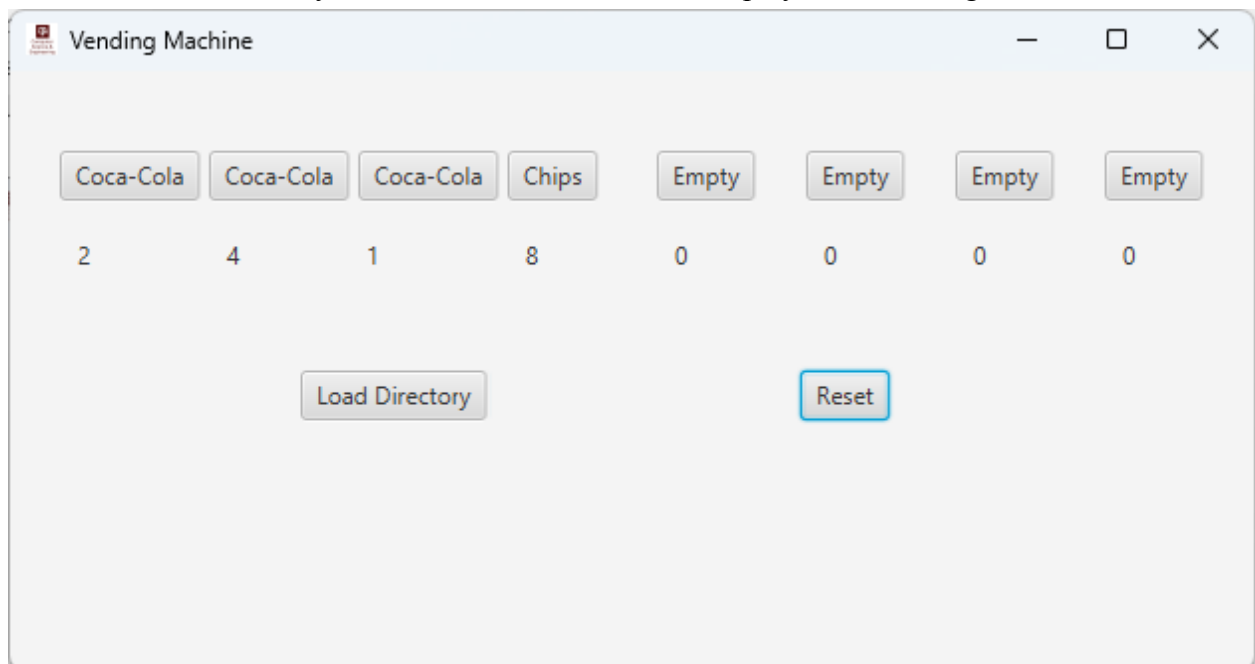 Vending Machine
Coca-Cola Coca-Cola Coca-Cola Chips Empty Empty Empty Empty
2 4 1 8 0 0 0 0
Load Directory Reset